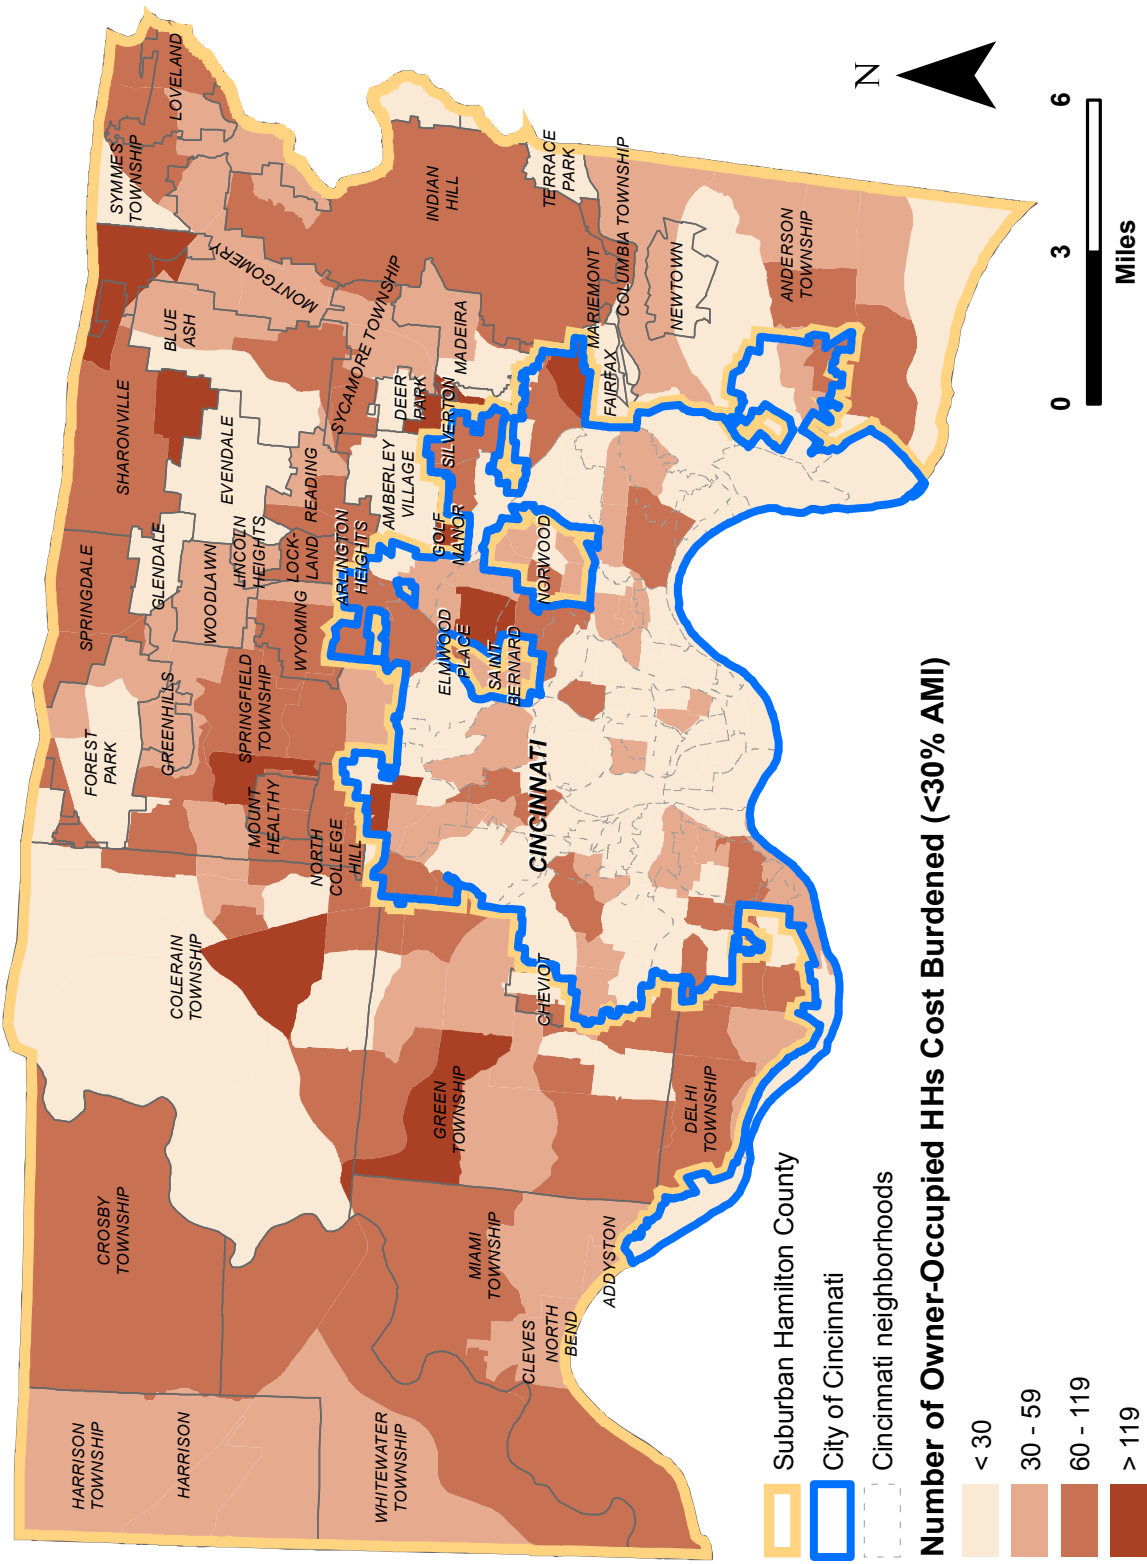 HARRISON
TOWNSHIP
HARRISON
WHITEWATER
TOWNSHIP
CROSBY
TOWNSHIP
MIAMI
TOWNSHIP
CLEVES
NORTH
BEND
ADDYSTON
COLERAIN
TOWNSHIP
GREEN
TOWNSHIP
DELHI
TOWNSHIP
CHEVIOT
FOREST
PARK
GREENHILLS
SPRINGFIELD
TOWNSHIP
MOUNT
HEALTHY
NORTH
COLLEGE
HILL
CINCINNATI
SPRINGDALE
GLENDALE
WOODLAWN
LINCOLN
HEIGHTS
WYOMING
LOCK-
LAND
READING
ARLINGTON
HEIGHTS
ELMWOOD
PLACE
SAINT
BERNARD
NORWOOD
GOLF
MANOR
AMBERLEY
VILLAGE
SHARONVILLE
EVENDALE
BLUE
ASH
SYCAMORE TOWNSHIP
DEER
PARK
SILVERTON
MADEIRA
MONTGOMERY
SYMMES
TOWNSHIP
LOVELAND
INDIAN
HILL
TERRACE
PARK
MARIEMONT
COLUMBIA TOWNSHIP
FAIRFAX
NEWTOWN
ANDERSON
TOWNSHIP
N
0 3 6
Miles
Suburban Hamilton County
City of Cincinnati
Cincinnati neighborhoods
Number of Owner-Occupied HHs Cost Burdened (<30% AMI)
< 30
30 - 59
60 - 119
> 119